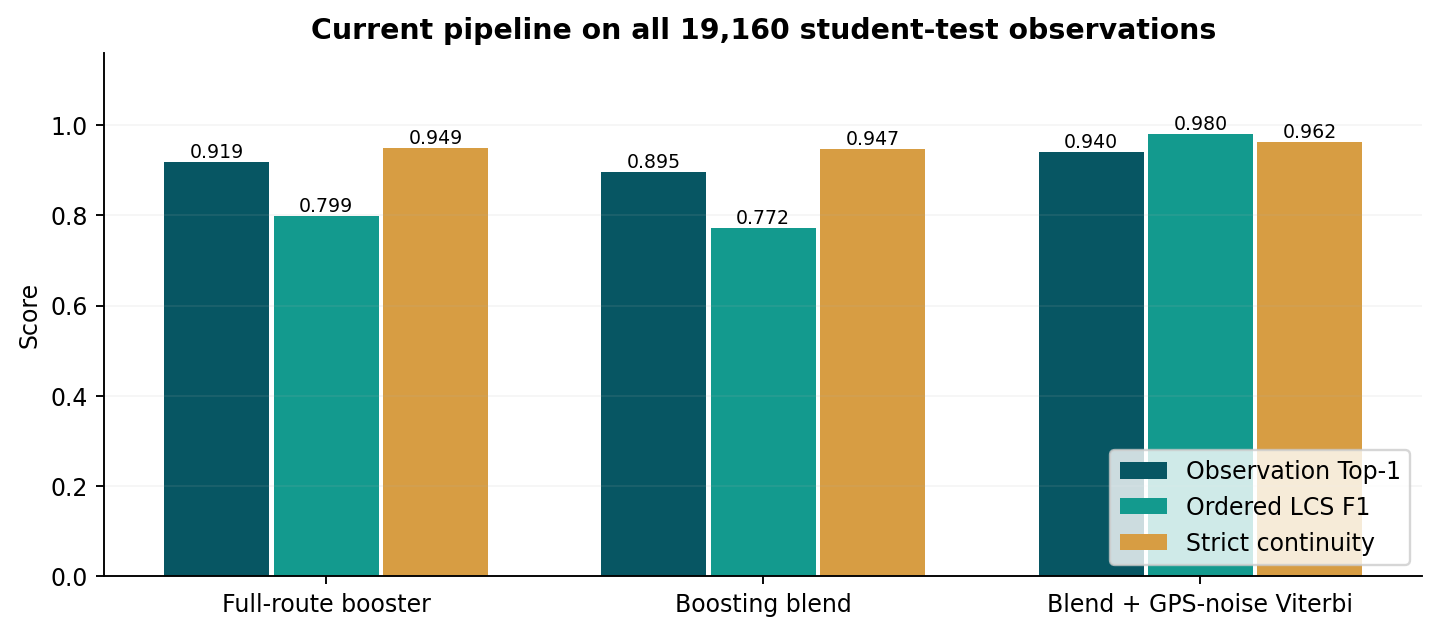 Current pipeline on all 19,160 student-test observations
Score
1.0
0.8
0.6
0.4
0.2
0.0
0.919
0.799
0.949
0.895
0.772
0.947
0.940
0.980
0.962
Observation Top-1
Ordered LCS F1
Strict continuity
Full-route booster
Boosting blend
Blend + GPS-noise Viterbi